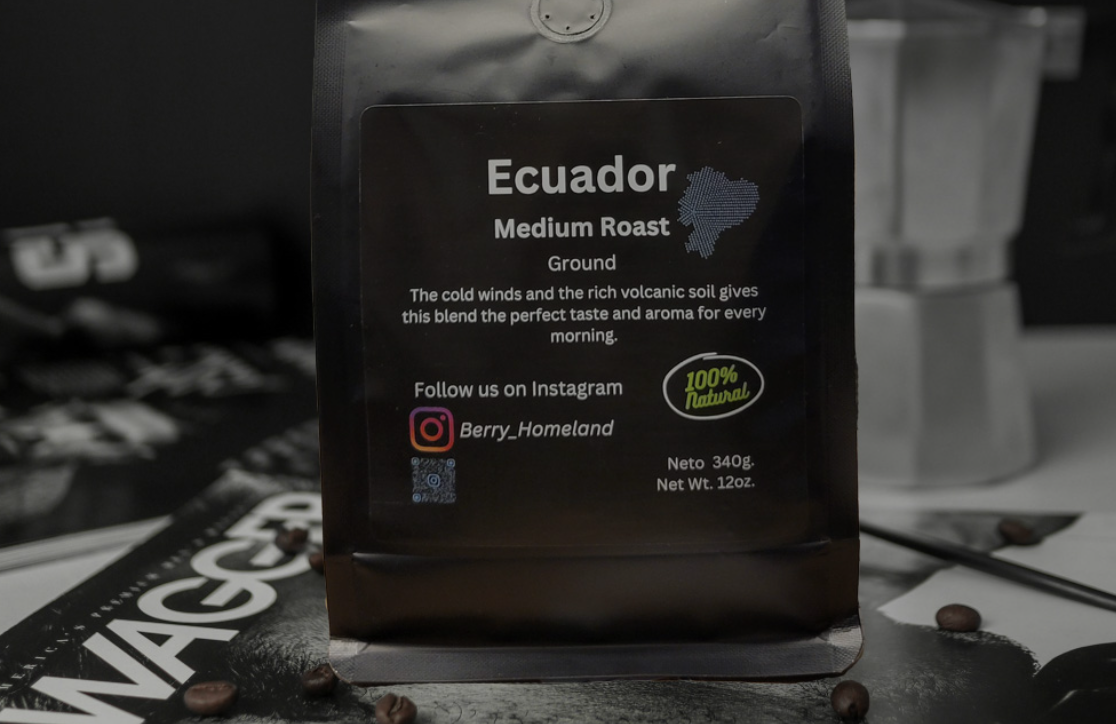 Ecuador
Medium Roast
Ground
The cold winds and the rich volcanic soil gives
this blend the perfect taste and aroma for every
morning.
Follow us on Instagram
100%
Natural
Berry_Homeland
Neto 340g.
Net Wt. 12oz.
WAGGED